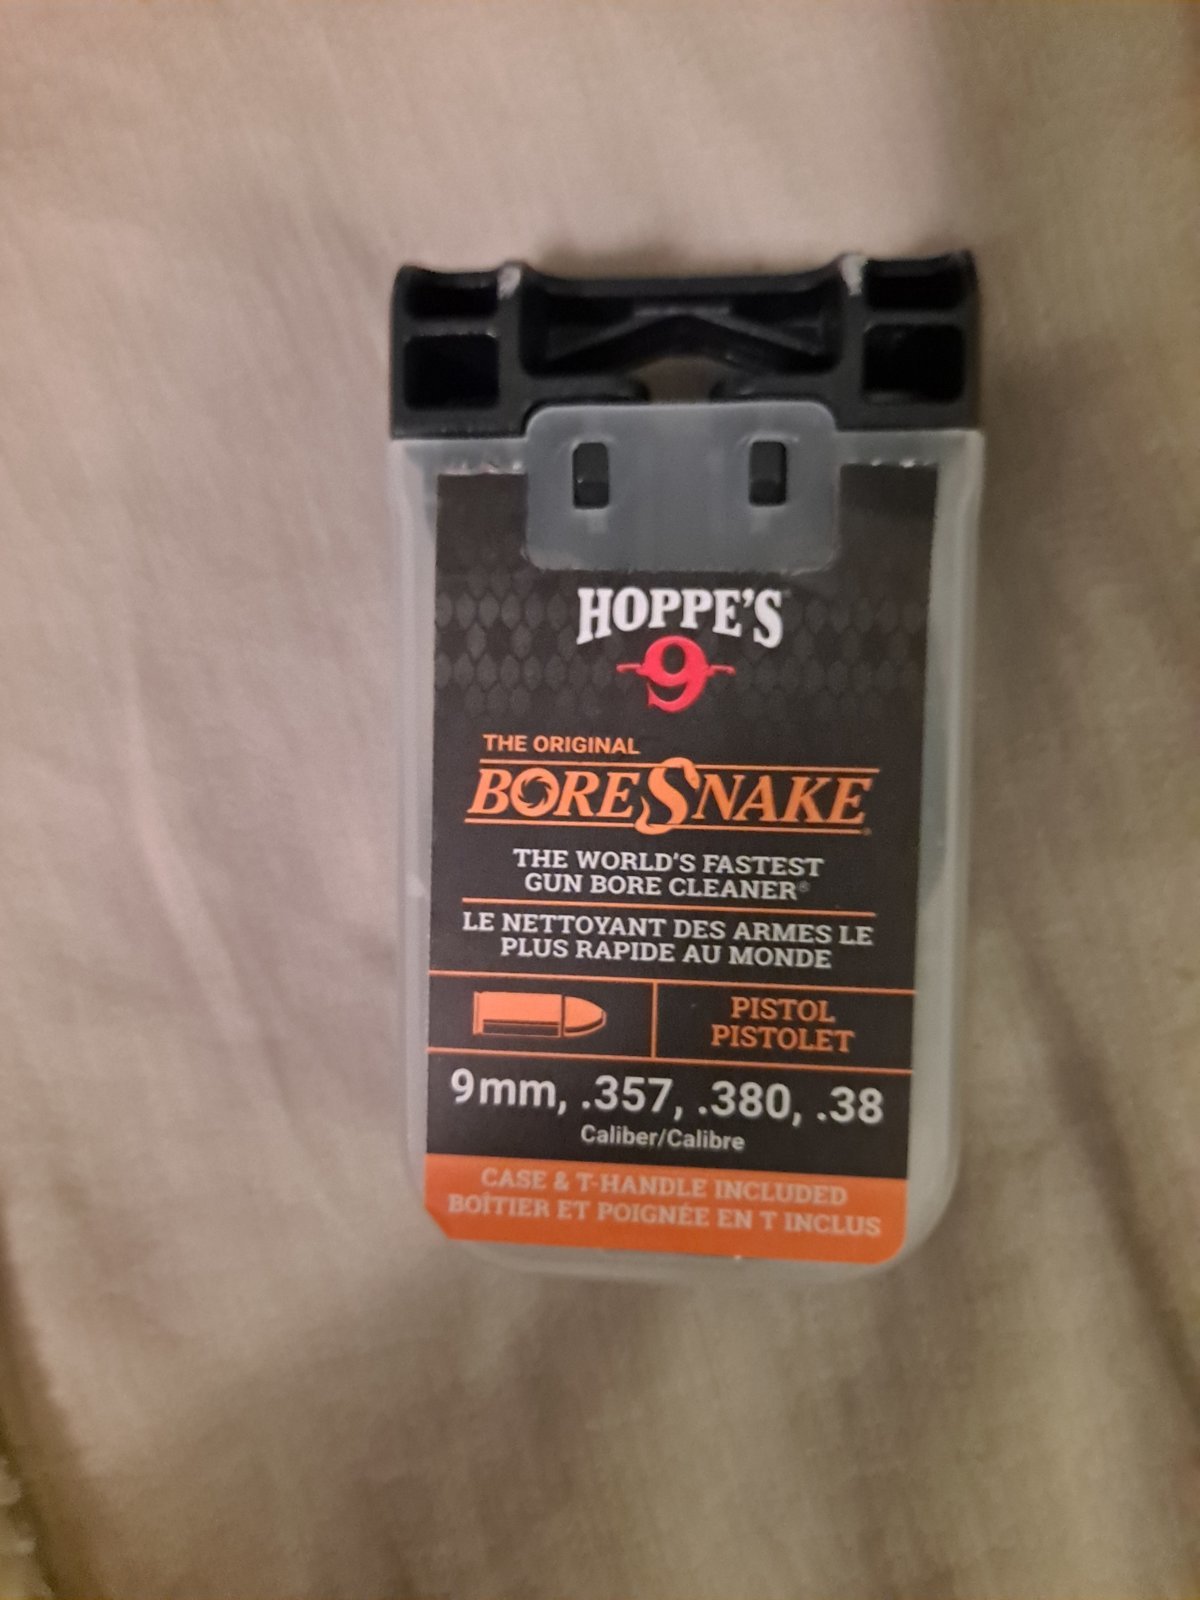 HOPPE'S
9
THE ORIGINAL
BORESNAKE
THE WORLD'S FASTEST
GUN BORE CLEANER®
LE NETTOYANT DES ARMES LE
PLUS RAPIDE AU MONDE
PISTOL
PISTOLET
9mm, .357, .380, .38
Caliber/Calibre
CASE & T-HANDLE INCLUDED
BOÎTIER ET POIGNÉE EN T INCLUS